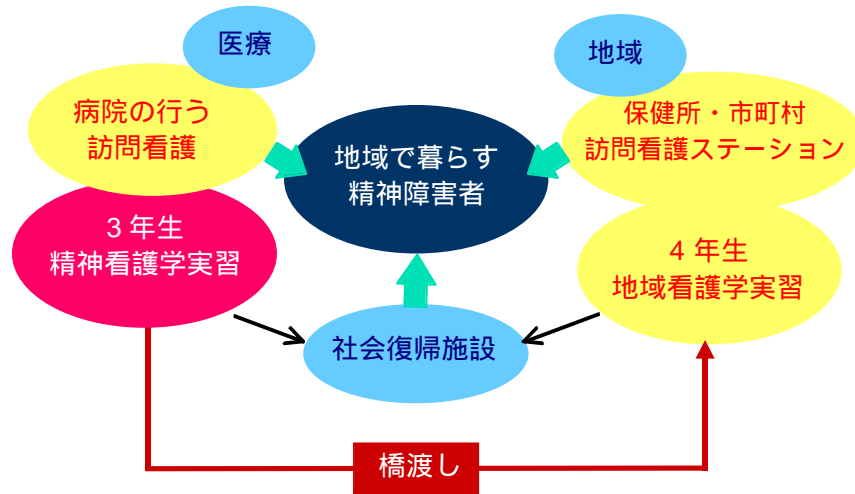 医療
地域
病院の行う
訪問看護
地域で暮らす
精神障害者
保健所・市町村
訪問看護ステーション
3年生
精神看護学実習
4年生
地域看護学実習
社会復帰施設
橋渡し